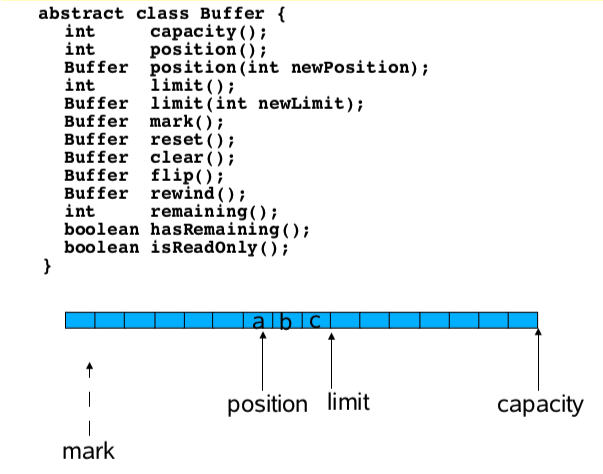 abstract class Buffer {
int capacity();
int position();
Buffer position(int newPosition);
int limit();
Buffer limit(int newLimit);
Buffer mark();
Buffer reset();
Buffer clear();
Buffer flip();
Buffer rewind();
int remaining();
boolean hasRemaining();
boolean isReadOnly();
}
a b c
position limit capacity
mark